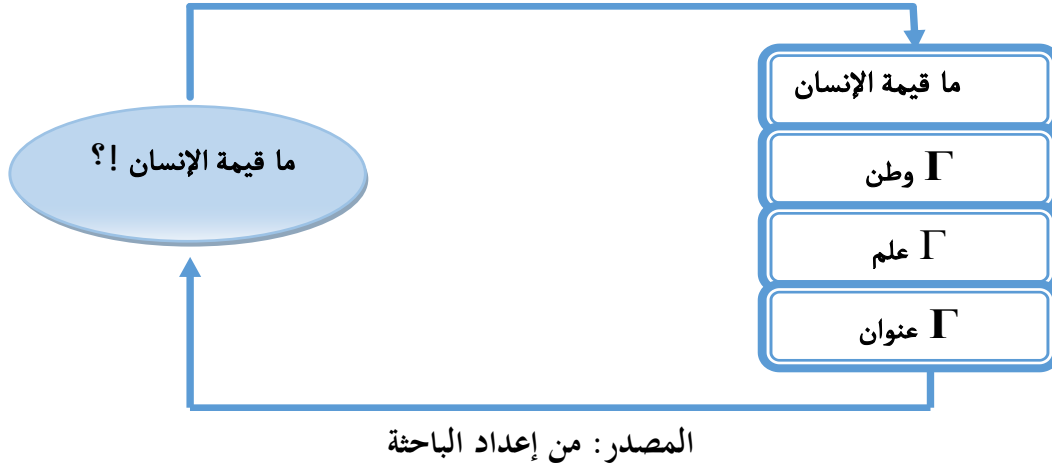 ما قيمة الإنسان
Γ وطن
Γ علم
Γ عنوان
ما قيمة الإنسان !؟
المصدر: من إعداد الباحثة